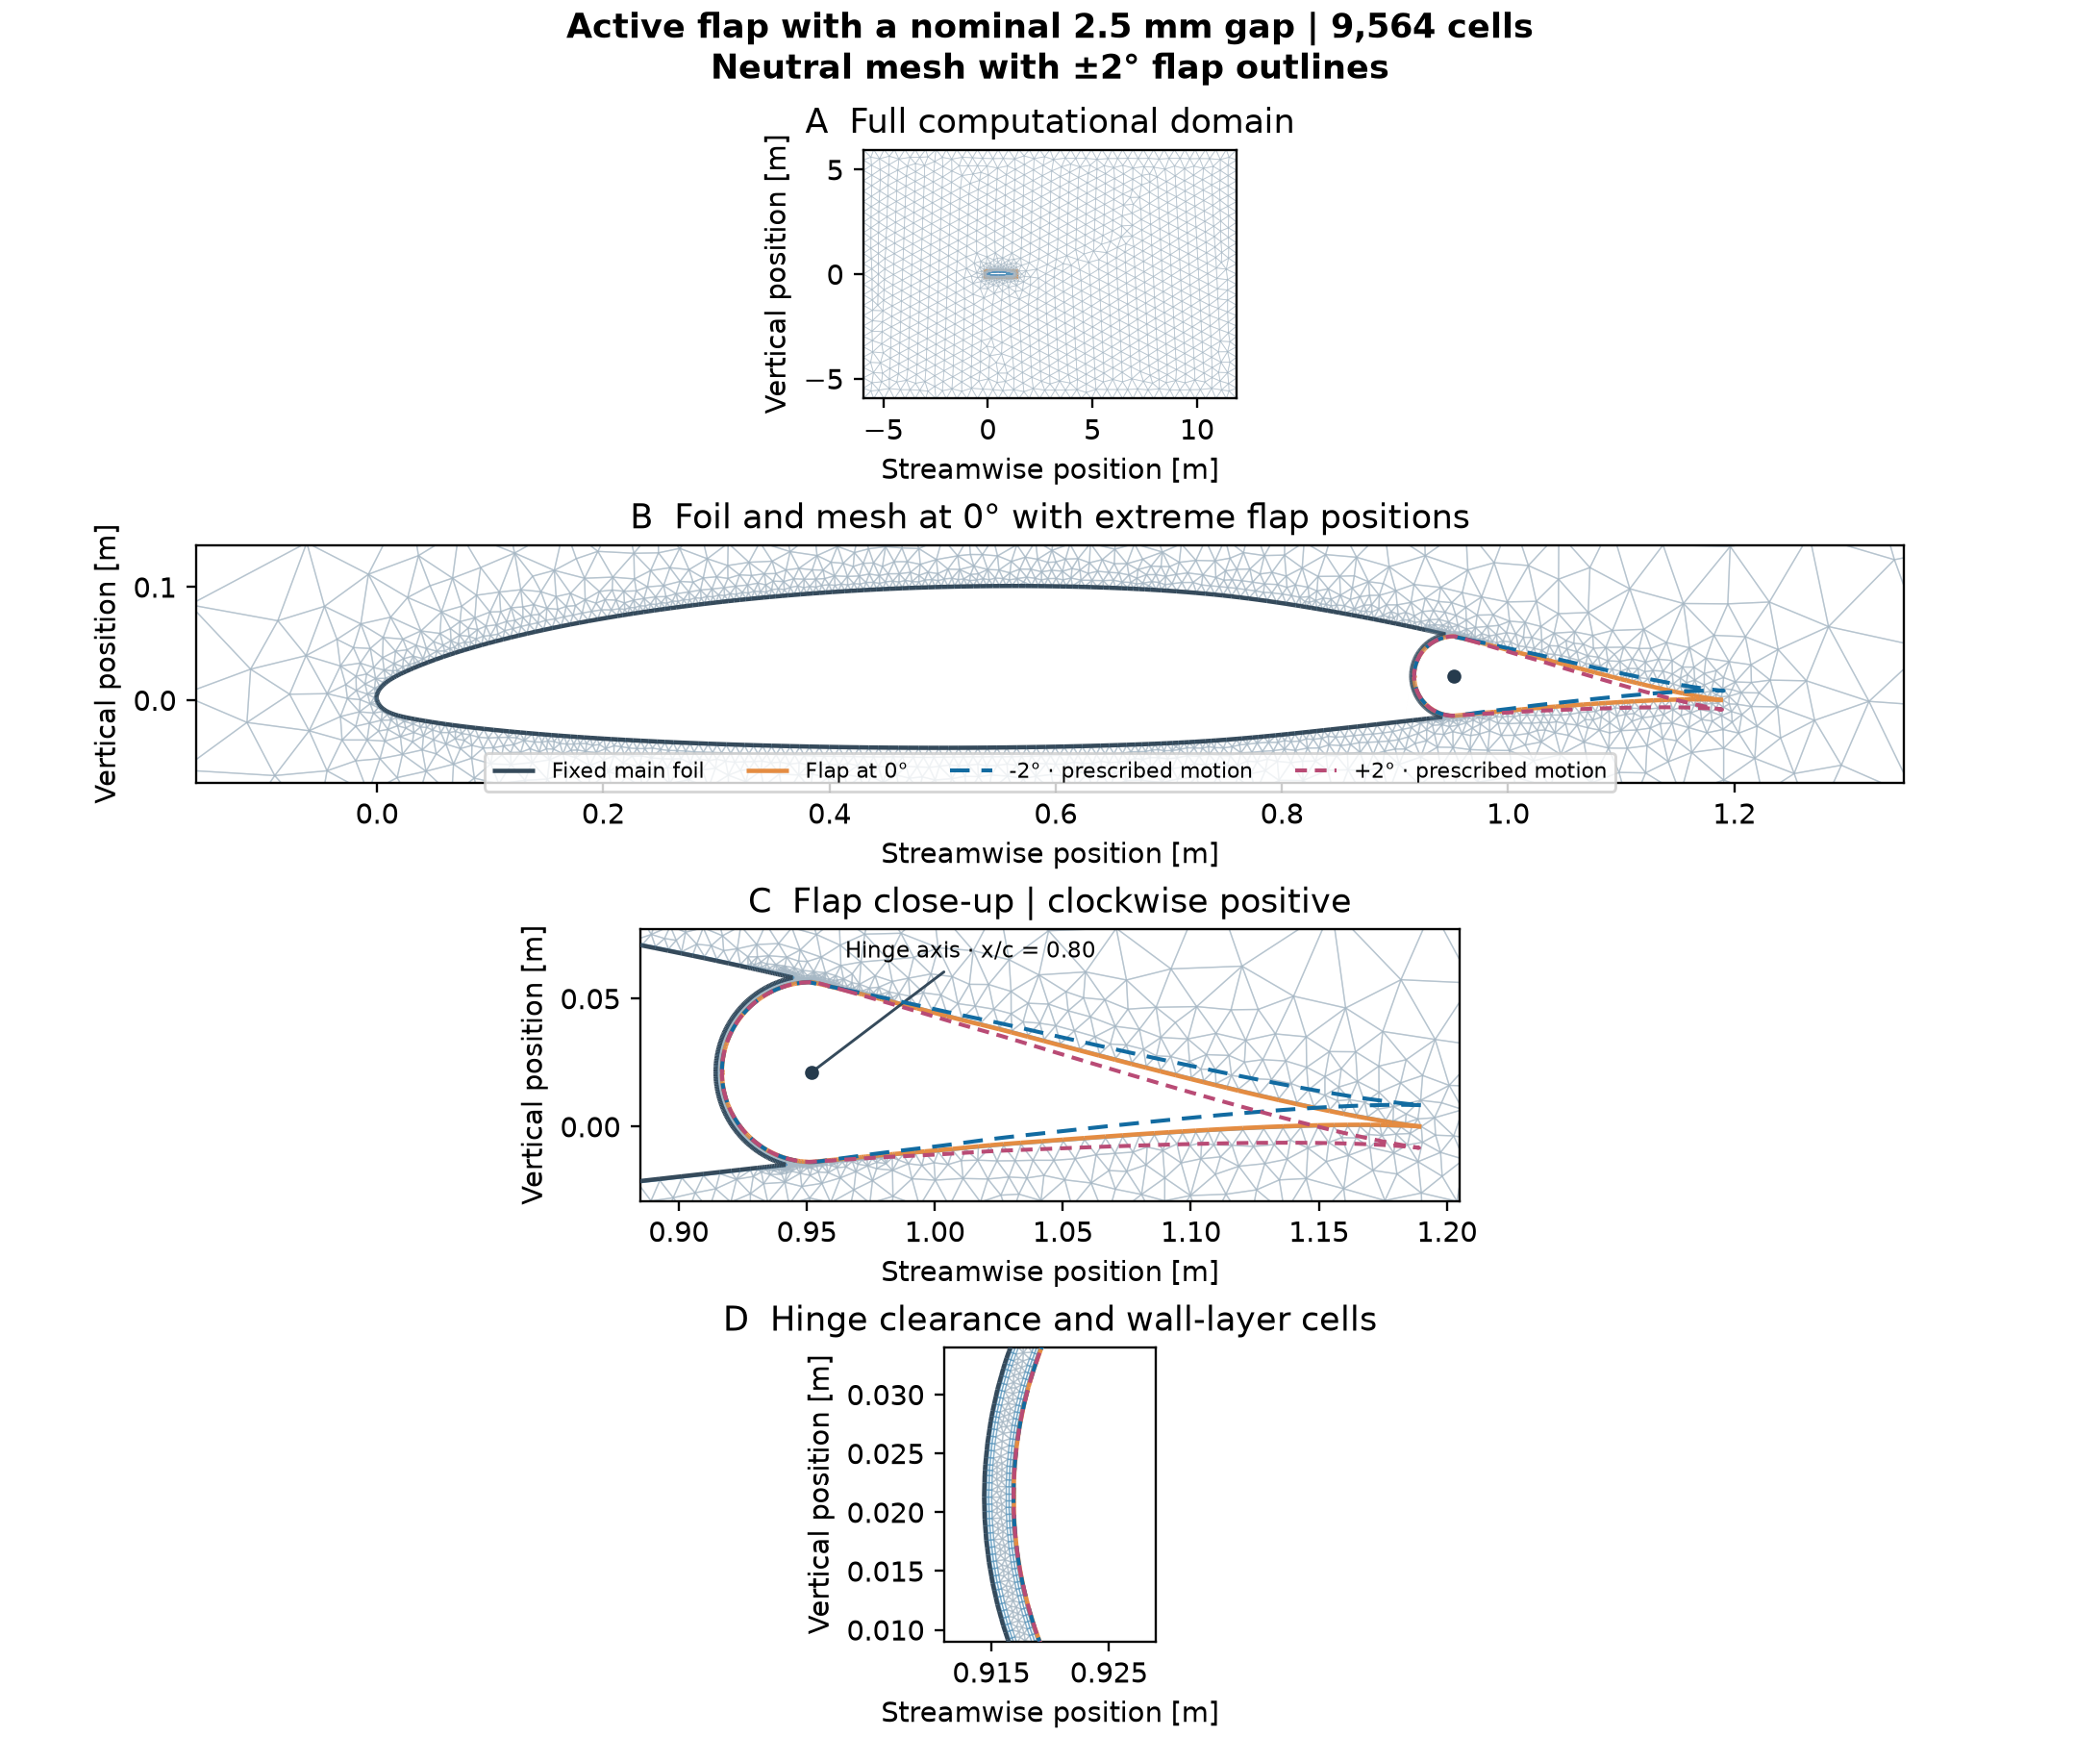 Active flap with a nominal 2.5 mm gap | 9,564 cells
Neutral mesh with ±2° flap outlines
A  Full computational domain
Vertical position [m]
5
0
−5
−5 0 5 10
Streamwise position [m]
B  Foil and mesh at 0° with extreme flap positions
Vertical position [m]
0.1
0.0
Fixed main foil Flap at 0° -2° · prescribed motion +2° · prescribed motion
0.0 0.2 0.4 0.6 0.8 1.0 1.2
Streamwise position [m]
C  Flap close-up | clockwise positive
Vertical position [m]
Hinge axis · x/c = 0.80
0.05
0.00
0.90 0.95 1.00 1.05 1.10 1.15 1.20
Streamwise position [m]
D  Hinge clearance and wall-layer cells
Vertical position [m]
0.030
0.025
0.020
0.015
0.010
0.915 0.925
Streamwise position [m]